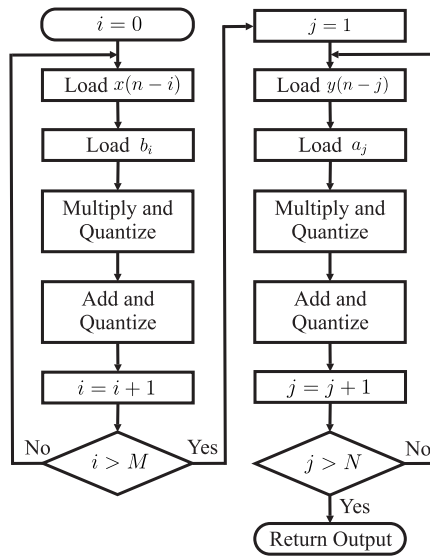 i = 0
Load x(n − i)
Load b_i
Multiply and
Quantize
Add and
Quantize
i = i + 1
i > M
No
Yes
j = 1
Load y(n − j)
Load a_j
Multiply and
Quantize
Add and
Quantize
j = j + 1
j > N
No
Yes
Return Output